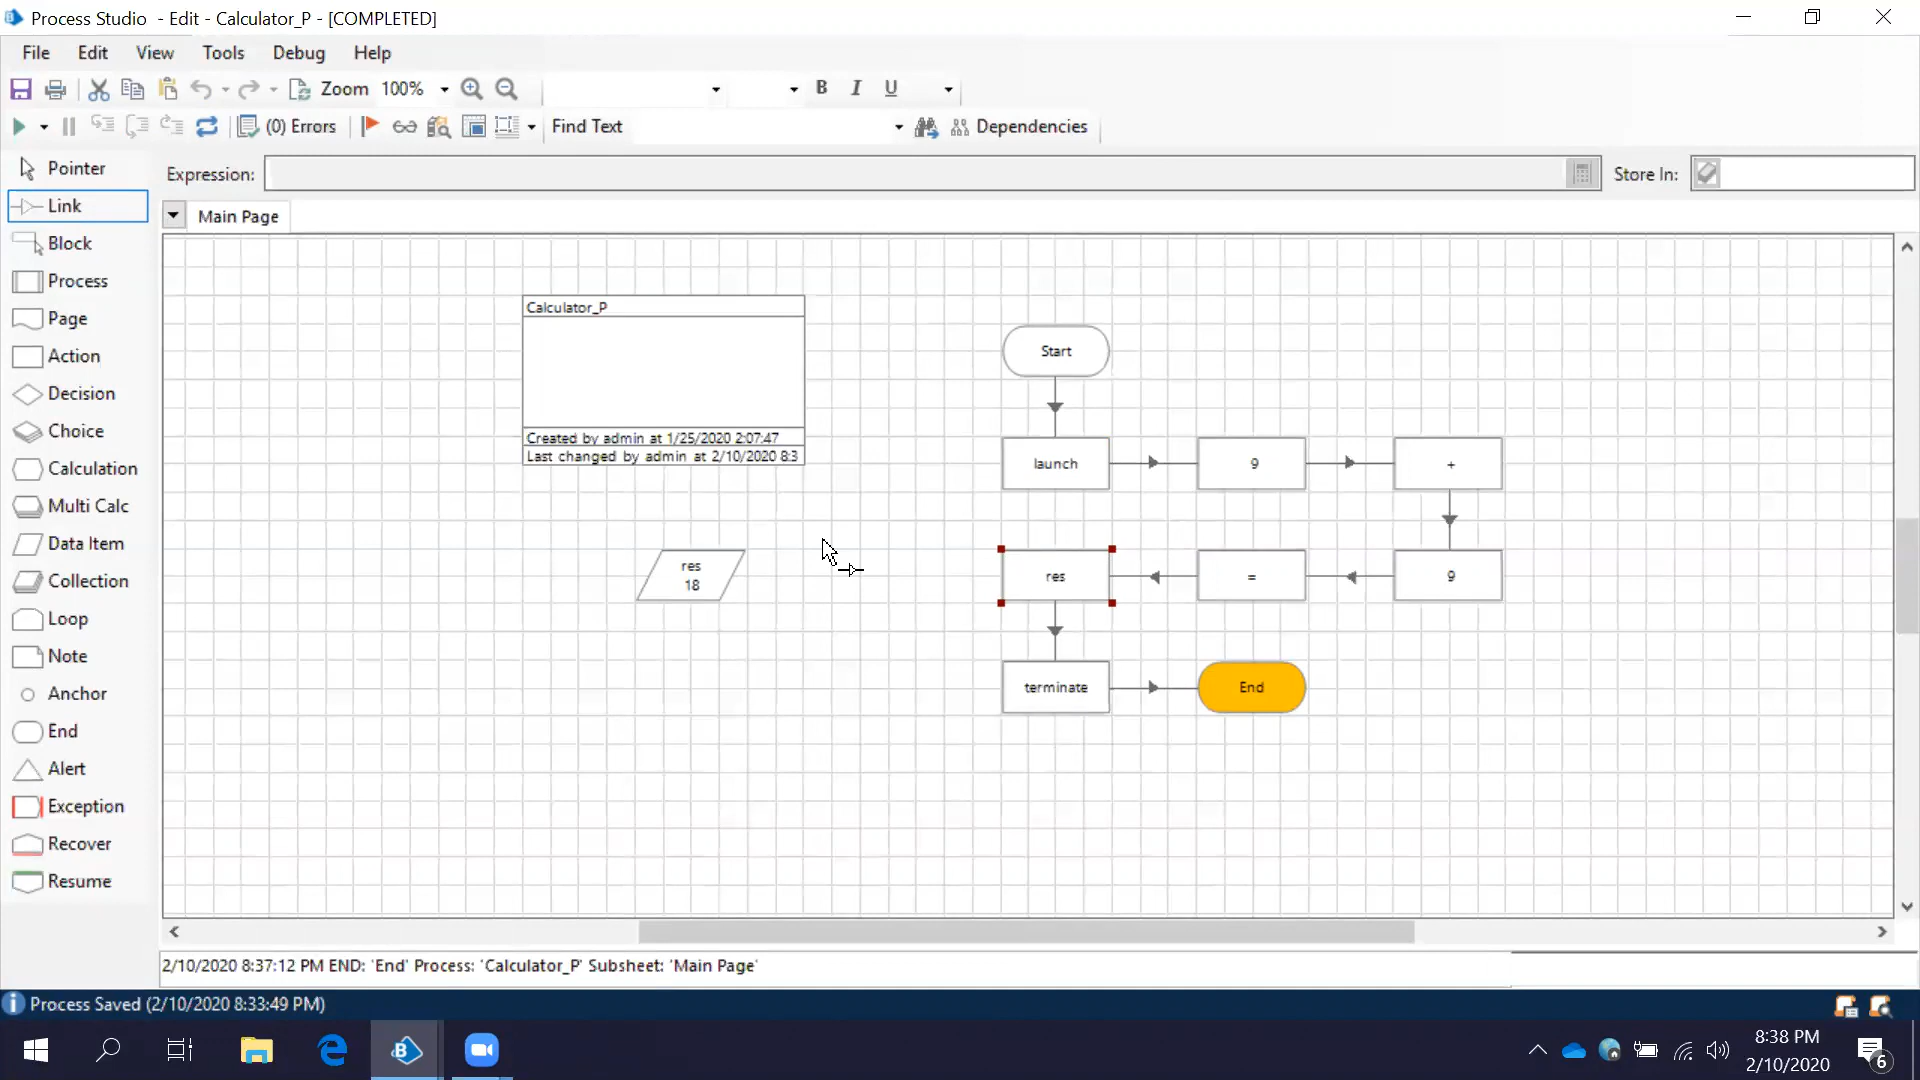 Process Studio - Edit - Calculator_P - [COMPLETED]
File Edit View Tools Debug Help
Zoom 100% B I U
(0) Errors Find Text Dependencies
Pointer
Link
Block
Process
Page
Action
Decision
Choice
Calculation
Multi Calc
Data Item
Collection
Loop
Note
Anchor
End
Alert
Exception
Recover
Resume
Expression: Store In:
Main Page
Calculator_P
Created by admin at 1/25/2020 2:07:47
Last changed by admin at 2/10/2020 8:3
res
18
Start
launch 9 +
res = 9
terminate End
2/10/2020 8:37:12 PM END: 'End' Process: 'Calculator_P' Subsheet: 'Main Page'
Process Saved (2/10/2020 8:33:49 PM)
8:38 PM
2/10/2020
6